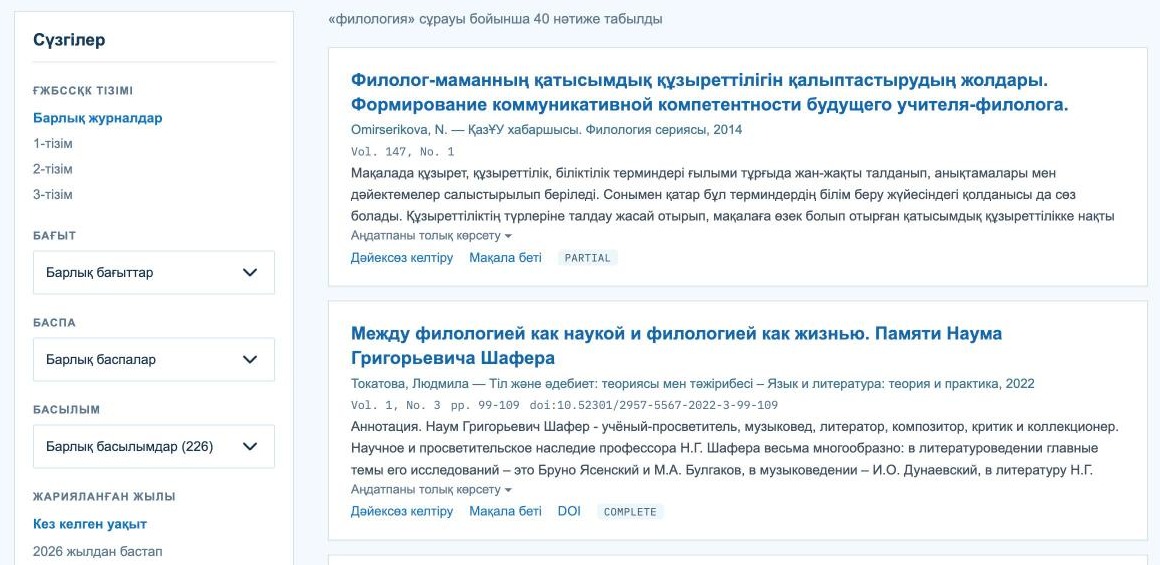 Сүзгілер
ҒЖБССҚК ТІЗІМІ
Барлық журналдар
1-тізім
2-тізім
3-тізім
БАҒЫТ
Барлық бағыттар
БАСПА
Барлық баспалар
БАСЫЛЫМ
Барлық басылымдар (226)
ЖАРИЯЛАНҒАН ЖЫЛЫ
Кез келген уақыт
2026 жылдан бастап
«филология» сұрауы бойынша 40 нәтиже табылды
Филолог-маманның қатысымдық құзыреттілігін қалыптастырудың жолдары.
Формирование коммуникативной компетентности будущего учителя-филолога.
Omirserikova, N. — ҚазҰУ хабаршысы. Филология сериясы, 2014
Vol. 147, No. 1
Мақалада құзырет, құзыреттілік, біліктілік терминдері ғылыми тұрғыда жан-жақты талданып, анықтамалары мен
дәйектемелер салыстырылып беріледі. Сонымен қатар бұл терминдердің білім беру жүйесіндегі қолданысы да сөз
болады. Құзыреттіліктің түрлеріне талдау жасай отырып, мақалаға өзек болып отырған қатысымдық құзыреттілікке нақты
Аңдатпаны толық көрсету
Дәйексөз келтіру Мақала беті PARTIAL
Между филологией как наукой и филологией как жизнью. Памяти Наума
Григорьевича Шафера
Токатова, Людмила — Тіл және әдебиет: теориясы мен тәжірибесі – Язык и литература: теория и практика, 2022
Vol. 1, No. 3 pp. 99-109 doi:10.52301/2957-5567-2022-3-99-109
Аннотация. Наум Григорьевич Шафер - учёный-просветитель, музыковед, литератор, композитор, критик и коллекционер.
Научное и просветительское наследие профессора Н.Г. Шафера весьма многообразно: в литературоведении главные
темы его исследований – это Бруно Ясенский и М.А. Булгаков, в музыковедении – И.О. Дунаевский, в литературу Н.Г.
Аңдатпаны толық көрсету
Дәйексөз келтіру Мақала беті DOI COMPLETE